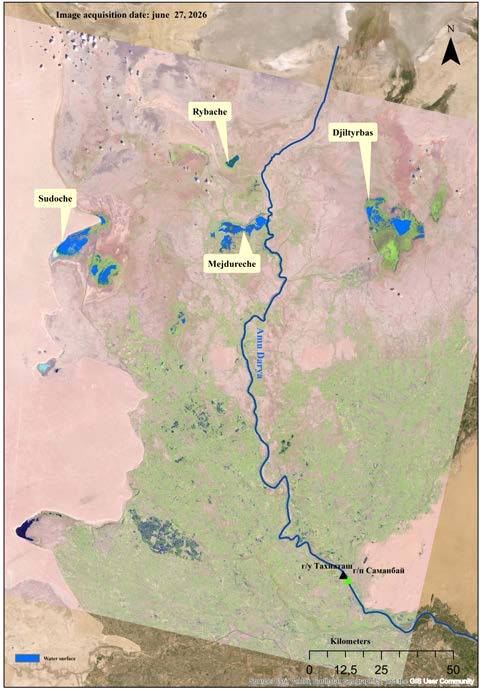 Image acquisition date: june 27, 2026
N
Rybache
Djiltyrbas
Sudoche
Mejdureche
Amu Darya
г/у Тахиаташ
г/п Саманбай
Kilometers
0 12.5 25 50
Water surface
GIS User Community